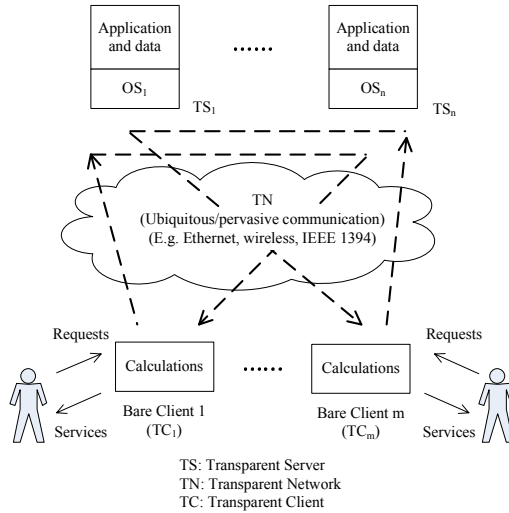 Application and data
OS1
TS1
......
Application and data
OSn
TSn
TN
(Ubiquitous/pervasive communication)
(E.g. Ethernet, wireless, IEEE 1394)
Requests
Services
Calculations
Bare Client 1
(TC1)
......
Calculations
Bare Client m
(TCm)
Requests
Services
TS: Transparent Server
TN: Transparent Network
TC: Transparent Client